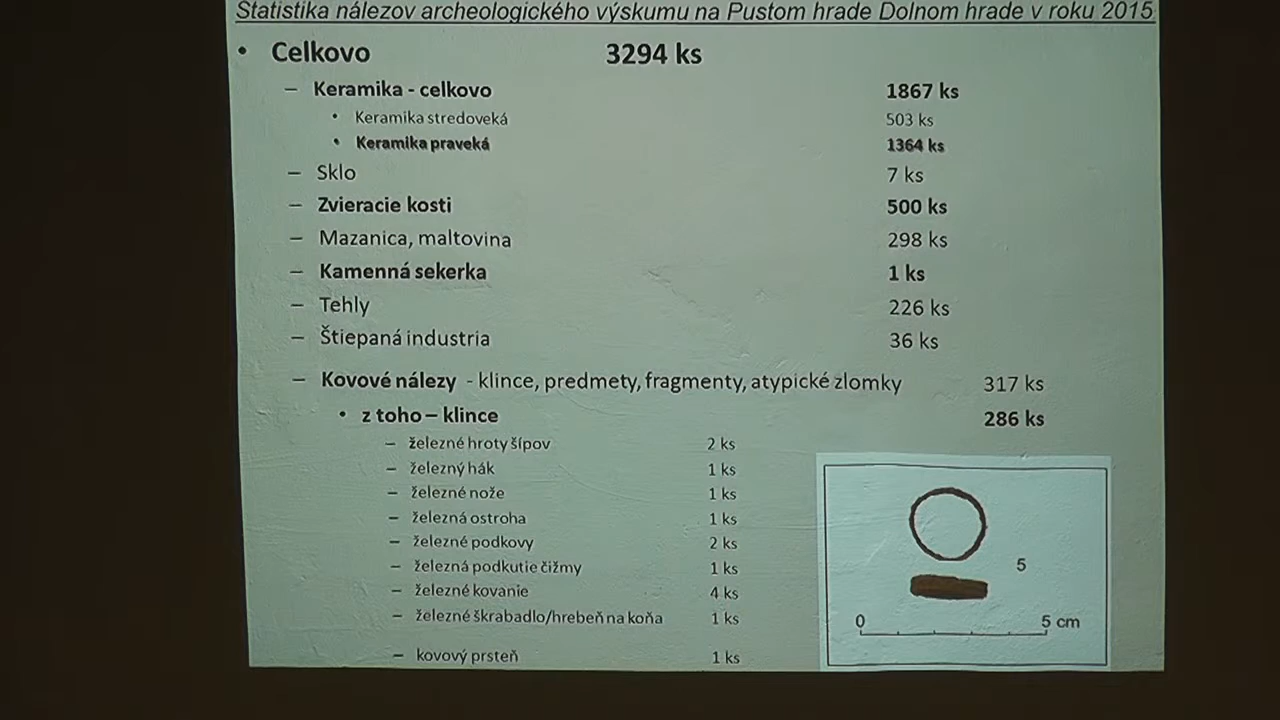 Statistika nálezov archeologického výskumu na Pustom hrade Dolnom hrade v roku 2015
• Celkovo 3294 ks
– Keramika - celkovo 1867 ks
• Keramika stredoveká 503 ks
• Keramika praveká 1364 ks
– Sklo 7 ks
– Zvieracie kosti 500 ks
– Mazanica, maltovina 298 ks
– Kamenná sekerka 1 ks
– Tehly 226 ks
– Štiepaná industria 36 ks
– Kovové nálezy - klince, predmety, fragmenty, atypické zlomky 317 ks
• z toho – klince 286 ks
– železné hroty šípov 2 ks
– železný hák 1 ks
– železné nože 1 ks
– železná ostroha 1 ks
– železné podkovy 2 ks
– železná podkutie čižmy 1 ks
– železné kovanie 4 ks
– železné škrabadlo/hrebeň na koňa 1 ks
– kovový prsteň 1 ks
5
0 5 cm